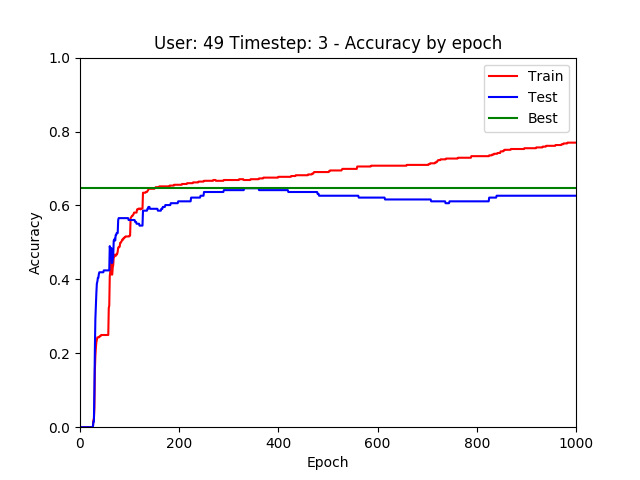 User: 49 Timestep: 3 - Accuracy by epoch
Train
Test
Best
1.0
0.8
0.6
0.4
0.2
0.0
Accuracy
0 200 400 600 800 1000
Epoch